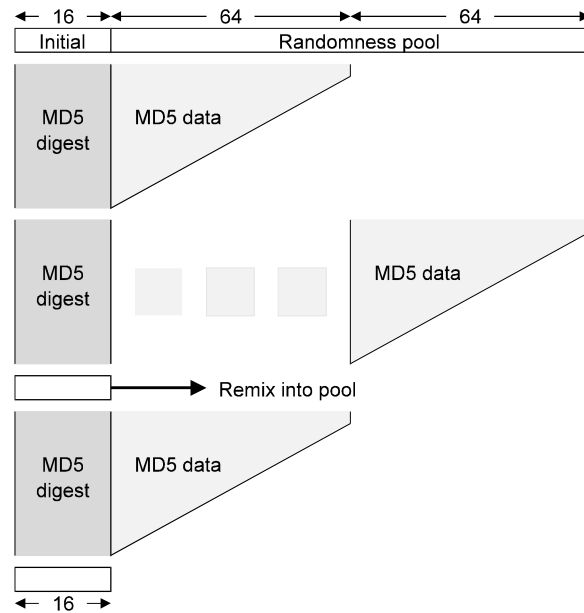 16 64 64
Initial Randomness pool
MD5 digest MD5 data
MD5 digest MD5 data
Remix into pool
MD5 digest MD5 data
16